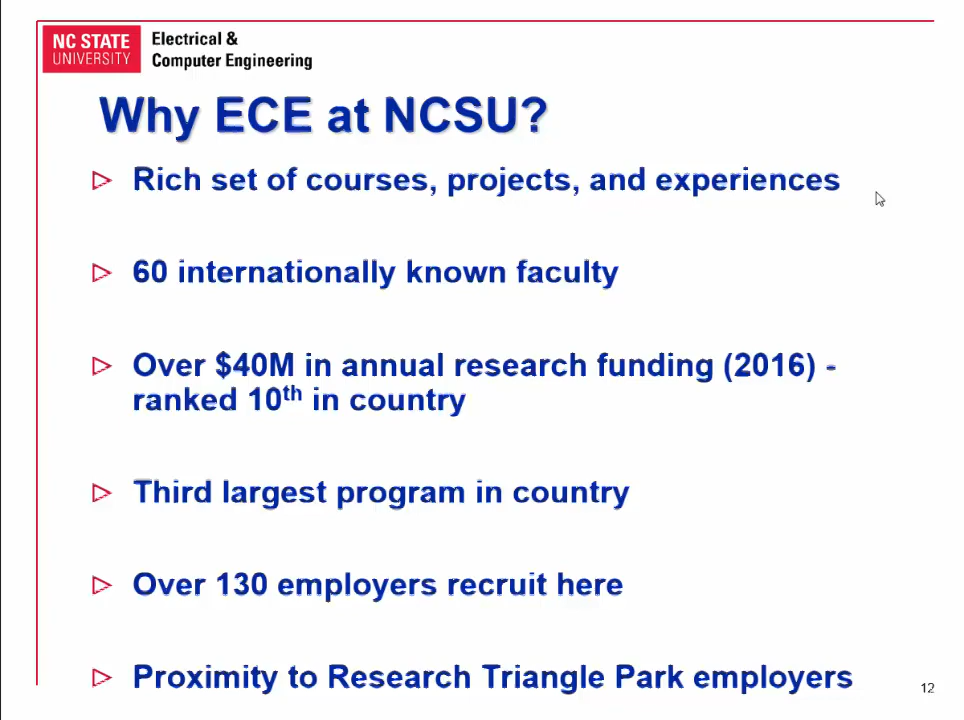 NC STATE
UNIVERSITY
Electrical &
Computer Engineering
Why ECE at NCSU?
Rich set of courses, projects, and experiences
60 internationally known faculty
Over $40M in annual research funding (2016) -
ranked 10th in country
Third largest program in country
Over 130 employers recruit here
Proximity to Research Triangle Park employers
12